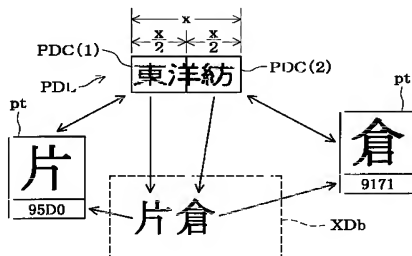 x
x/2 x/2
PDC(1)
PDC(2)
PDL
東洋紡
pt
片
95D0
pt
倉
9171
片倉
XDb